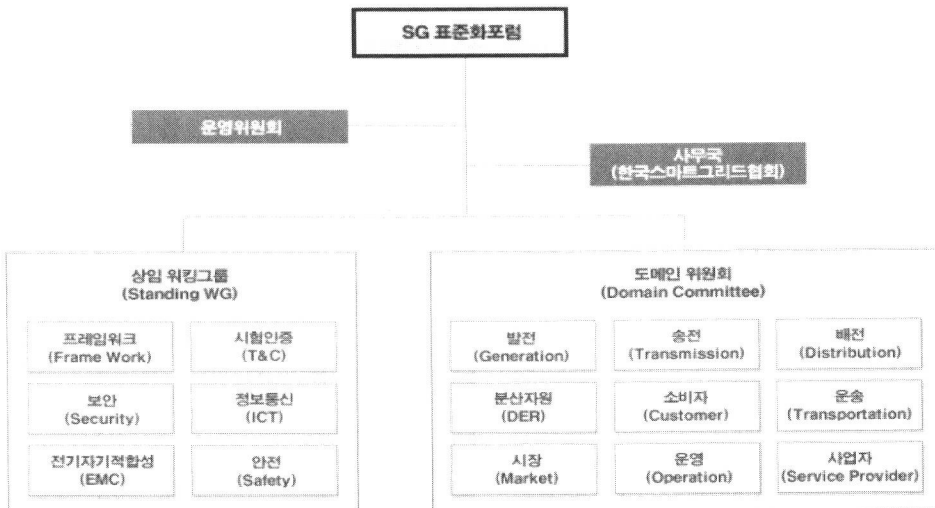 SG 표준화포럼
운영위원회
사무국
(한국스마트그리드협회)
상임 워킹그룹
(Standing WG)
프레임워크
(Frame Work)
시험인증
(T&C)
보안
(Security)
정보통신
(ICT)
전기자기적합성
(EMC)
안전
(Safety)
도메인 위원회
(Domain Committee)
발전
(Generation)
송전
(Transmission)
배전
(Distribution)
분산자원
(DER)
소비자
(Customer)
운송
(Transportation)
시장
(Market)
운영
(Operation)
사업자
(Service Provider)